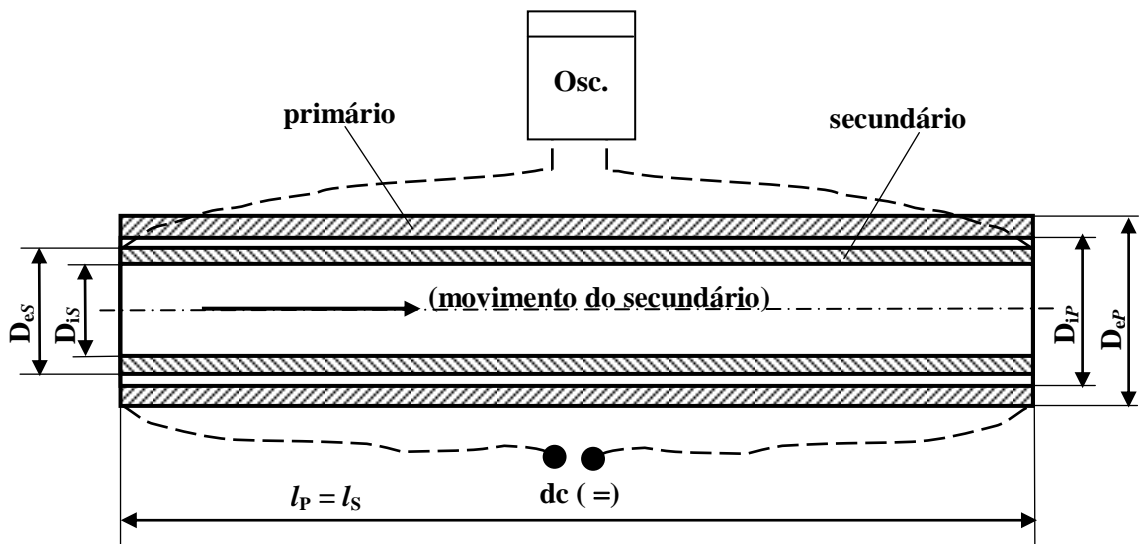 Osc.
primário
secundário
(movimento do secundário)
DeS
DiS
DiP
DeP
dc ( =)
lP = lS